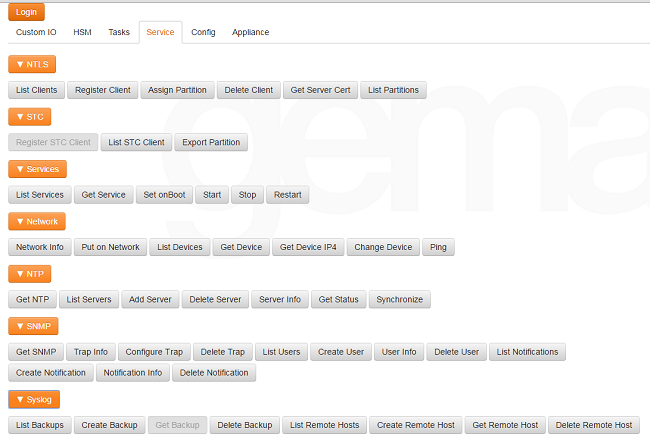 Login
Custom IO HSM Tasks Service Config Appliance
▼ NTLS
List Clients Register Client Assign Partition Delete Client Get Server Cert List Partitions
▼ STC
Register STC Client List STC Client Export Partition
▼ Services
List Services Get Service Set onBoot Start Stop Restart
▼ Network
Network Info Put on Network List Devices Get Device Get Device IP4 Change Device Ping
▼ NTP
Get NTP List Servers Add Server Delete Server Server Info Get Status Synchronize
▼ SNMP
Get SNMP Trap Info Configure Trap Delete Trap List Users Create User User Info Delete User List Notifications
Create Notification Notification Info Delete Notification
▼ Syslog
List Backups Create Backup Get Backup Delete Backup List Remote Hosts Create Remote Host Get Remote Host Delete Remote Host
gema